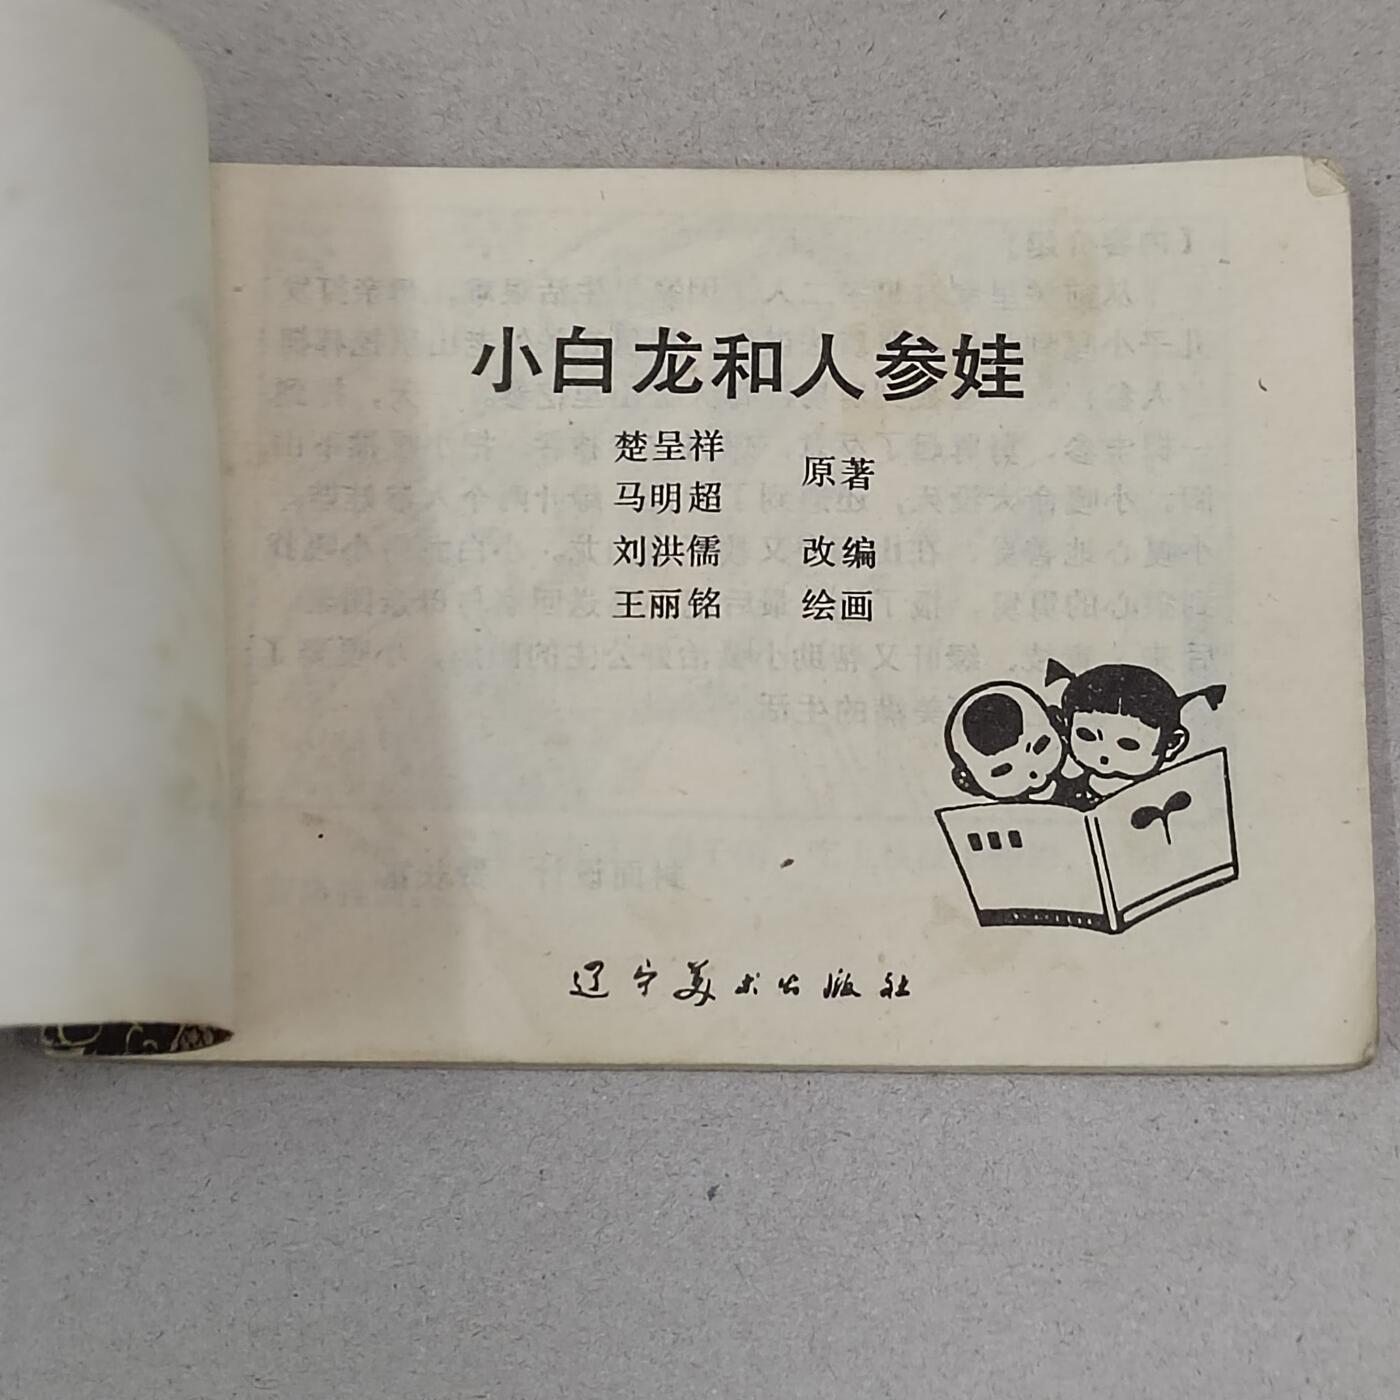 小白龙和人参娃
楚呈祥
马明超
原著
刘洪儒 改编
王丽铭 绘画
辽宁美术出版社